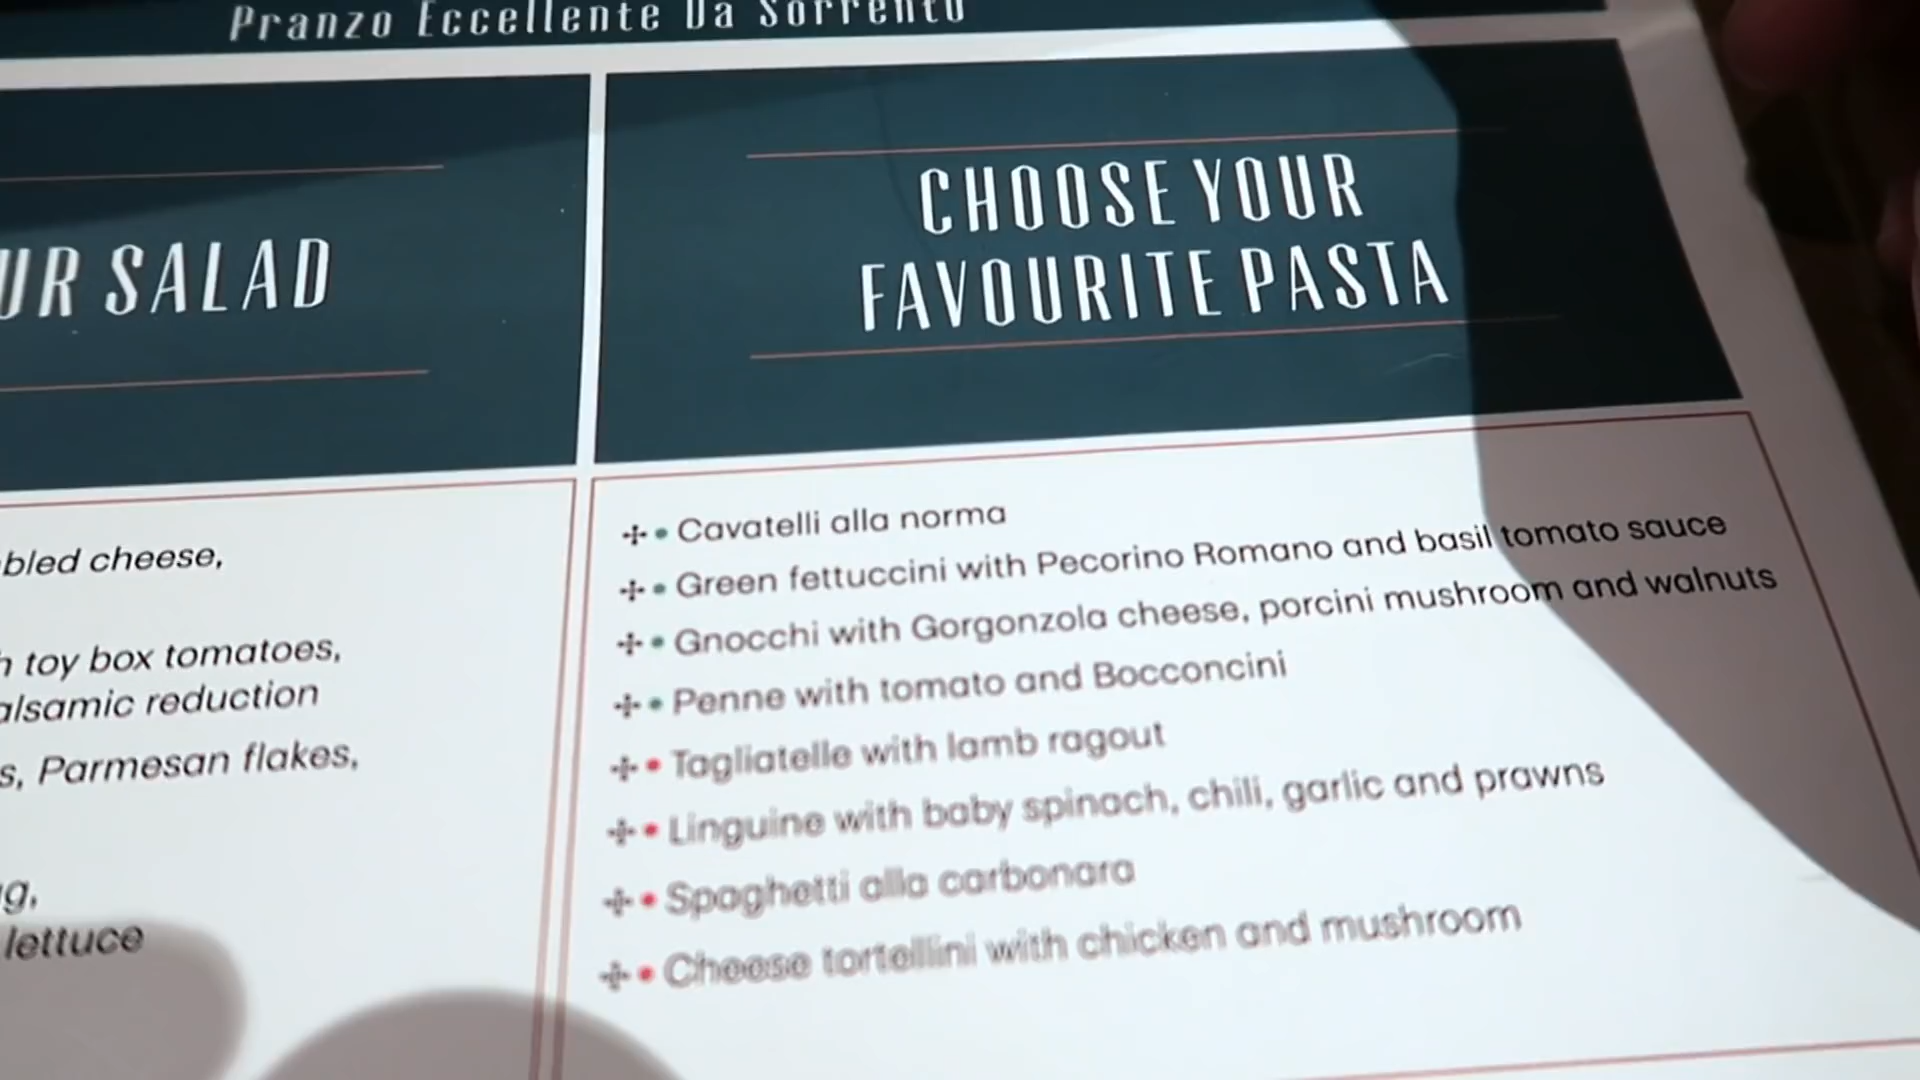 Pranzo Eccellente Da Sorrento
UR SALAD
bled cheese,
toy box tomatoes,
alsamic reduction
s, Parmesan flakes,
g,
lettuce
CHOOSE YOUR
FAVOURITE PASTA
Cavatelli alla norma
Green fettuccini with Pecorino Romano and basil tomato sauce
Gnocchi with Gorgonzola cheese, porcini mushroom and walnuts
Penne with tomato and Bocconcini
Tagliatelle with lamb ragout
Linguine with baby spinach, chili, garlic and prawns
Spaghetti alla carbonara
Cheese tortellini with chicken and mushroom